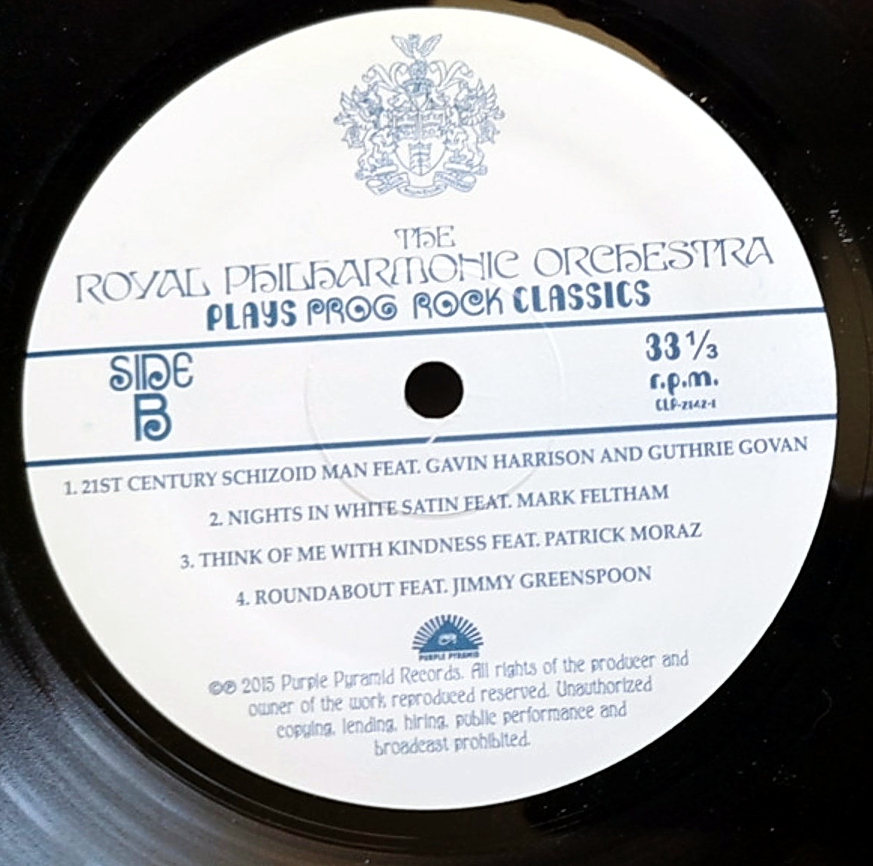 THE
ROYAL PHILHARMONIC ORCHESTRA
PLAYS PROG ROCK CLASSICS
SIDE
B
33 ⅓
r.p.m.
CLP-2142-1
1. 21ST CENTURY SCHIZOID MAN FEAT. GAVIN HARRISON AND GUTHRIE GOVAN
2. NIGHTS IN WHITE SATIN FEAT. MARK FELTHAM
3. THINK OF ME WITH KINDNESS FEAT. PATRICK MORAZ
4. ROUNDABOUT FEAT. JIMMY GREENSPOON
PURPLE PYRAMID
©℗ 2015 Purple Pyramid Records. All rights of the producer and
owner of the work reproduced reserved. Unauthorized
copying, lending, hiring, public performance and
broadcast prohibited.